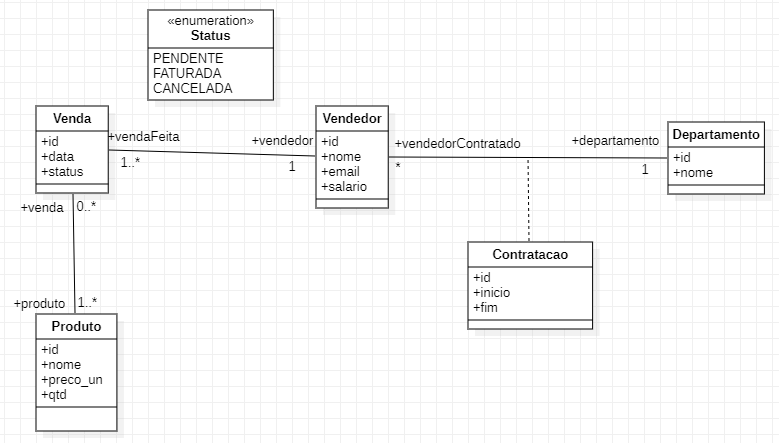 «enumeration»
Status
PENDENTE
FATURADA
CANCELADA
Venda
+id
+data
+status
+vendaFeita
1..*
+vendedor
1
Vendedor
+id
+nome
+email
+salario
+vendedorContratado
*
+departamento
1
Departamento
+id
+nome
+venda
0..*
Contratacao
+id
+inicio
+fim
+produto
1..*
Produto
+id
+nome
+preco_un
+qtd